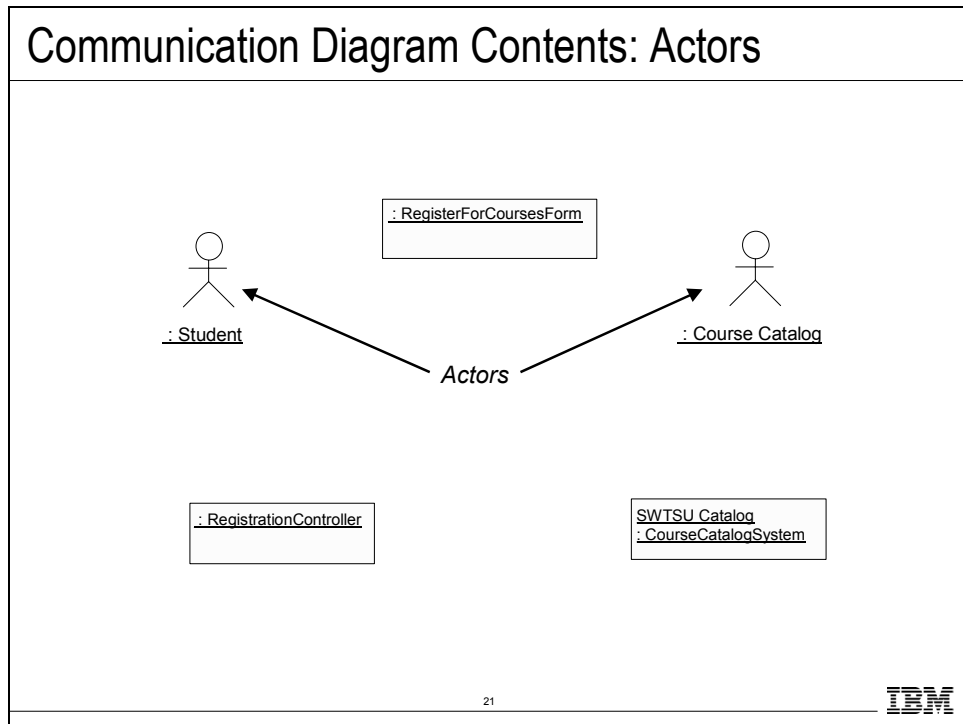 Communication Diagram Contents: Actors
: RegisterForCoursesForm
: Student
: Course Catalog
Actors
: RegistrationController
SWTSU Catalog
: CourseCatalogSystem
21
IBM